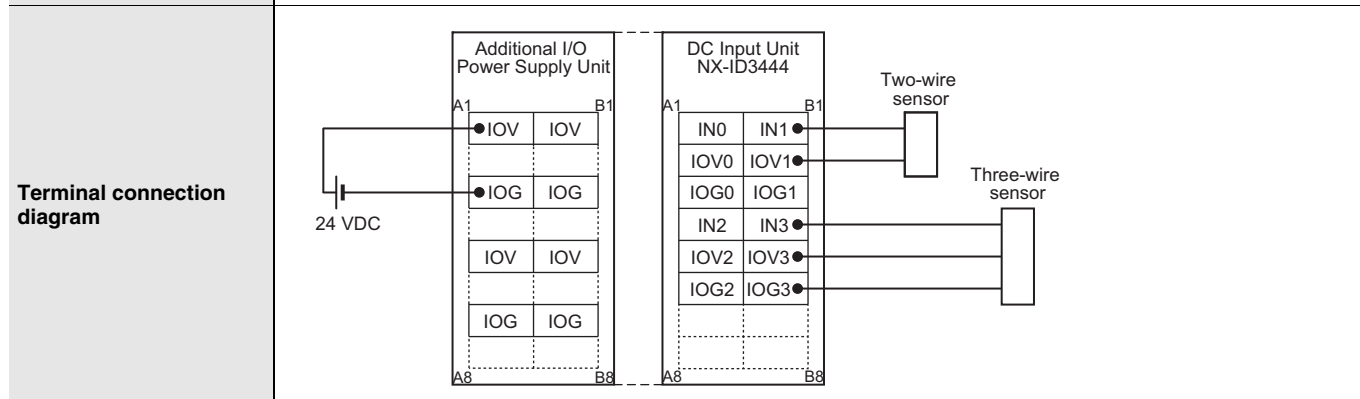 Terminal connection
diagram
24 VDC
Additional I/O
Power Supply Unit
A1 B1
IOV IOV
IOG IOG
IOV IOV
IOG IOG
A8 B8
DC Input Unit
NX-ID3444
A1 B1
IN0 IN1
IOV0 IOV1
IOG0 IOG1
IN2 IN3
IOV2 IOV3
IOG2 IOG3
A8 B8
Two-wire
sensor
Three-wire
sensor